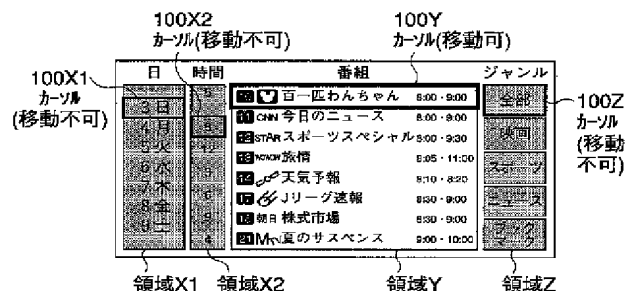 100X2
カーソル(移動不可)
100Y
カーソル(移動可)
100X1
カーソル
(移動不可)
日 時間 番組 ジャンル
百一匹わんちゃん 8:00・9:00
CNN 今日のニュース 8:00・9:00
STAR スポーツスペシャル 8:00・9:30
WOWOW 旅情 8:05・11:00
天気予報 8:10・8:20
Jリーグ速報 8:30・9:00
朝日 株式市場 8:30・9:00
夏のサスペンス 9:00・10:00
3 日
4 月
5 火
6 水
7 木
8 金
9 土
全部
映画
スポーツ
ニュース
100Z
カーソル
(移動
不可)
領域X1 領域X2 領域Y 領域Z